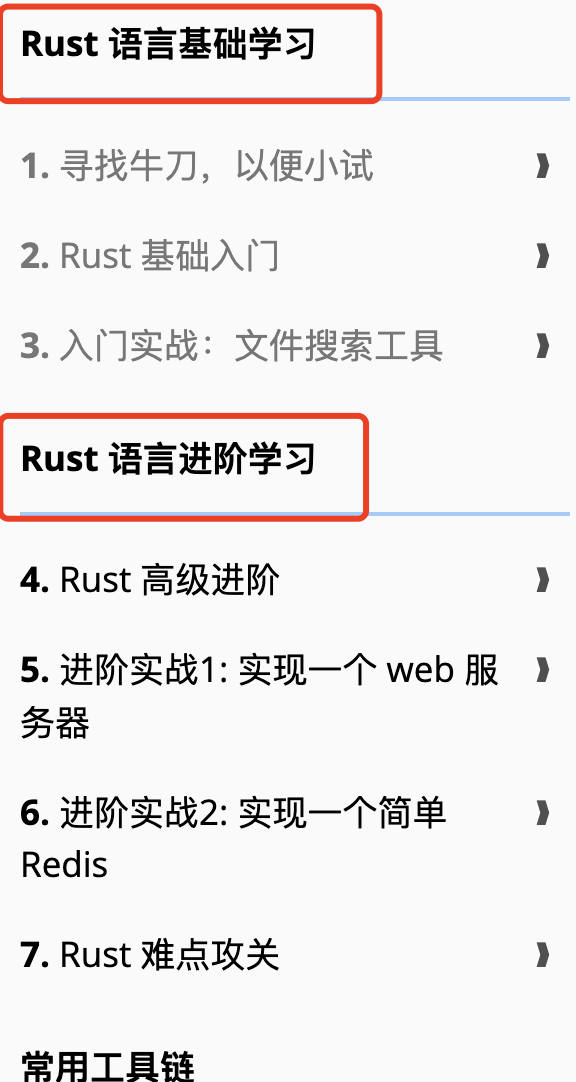 Rust 语言基础学习
1. 寻找牛刀，以便小试
2. Rust 基础入门
3. 入门实战：文件搜索工具
Rust 语言进阶学习
4. Rust 高级进阶
5. 进阶实战1: 实现一个 web 服
务器
6. 进阶实战2: 实现一个简单
Redis
7. Rust 难点攻关
常用工具链